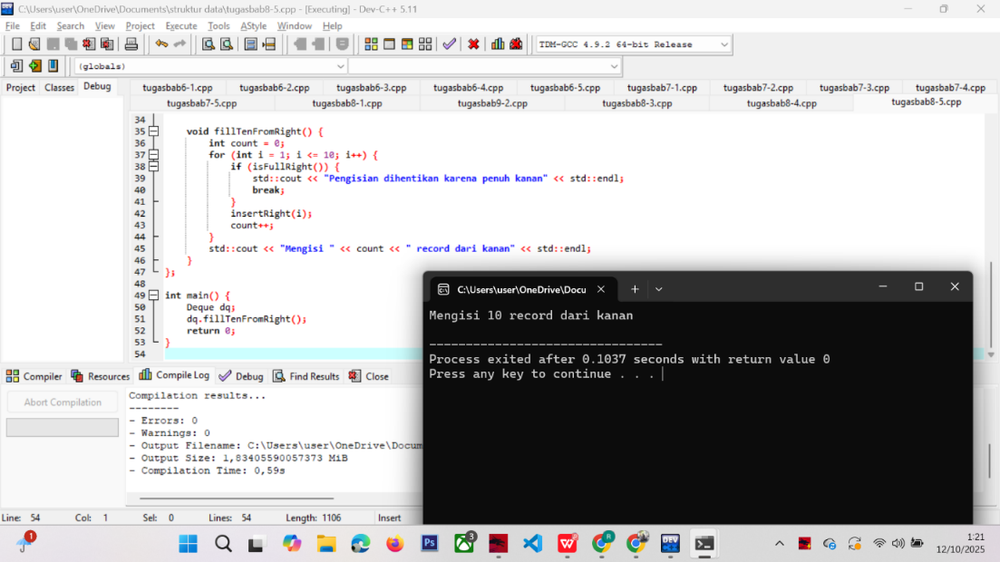 C:\Users\user\OneDrive\Documents\struktur data\tugasbab8-5.cpp - [Executing] - Dev-C++ 5.11
File Edit Search View Project Execute Tools AStyle Window Help
TDM-GCC 4.9.2 64-bit Release
(globals)
Project Classes Debug
tugasbab6-1.cpp tugasbab6-2.cpp tugasbab6-3.cpp tugasbab6-4.cpp tugasbab6-5.cpp tugasbab7-1.cpp tugasbab7-2.cpp tugasbab7-3.cpp tugasbab7-4.cpp
tugasbab7-5.cpp tugasbab8-1.cpp tugasbab9-2.cpp tugasbab8-3.cpp tugasbab8-4.cpp tugasbab8-5.cpp
34
35 void fillTenFromRight() {
36 int count = 0;
37 for (int i = 1; i <= 10; i++) {
38 if (isFullRight()) {
39 std::cout << "Pengisian dihentikan karena penuh kanan" << std::endl;
40 break;
41 }
42 insertRight(i);
43 count++;
44 }
45 std::cout << "Mengisi " << count << " record dari kanan" << std::endl;
46 }
47 };
48
49 int main() {
50 Deque dq;
51 dq.fillTenFromRight();
52 return 0;
53 }
54
C:\Users\user\OneDrive\Docu
Mengisi 10 record dari kanan
--------------------------------
Process exited after 0.1037 seconds with return value 0
Press any key to continue . . .
Compiler Resources Compile Log Debug Find Results Close
Abort Compilation
Compilation results...
--------
- Errors: 0
- Warnings: 0
- Output Filename: C:\Users\user\OneDrive\Docum
- Output Size: 1,83405590057373 MiB
- Compilation Time: 0,59s
Line: 54 Col: 1 Sel: 0 Lines: 54 Length: 1106 Insert
1:21
12/10/2025